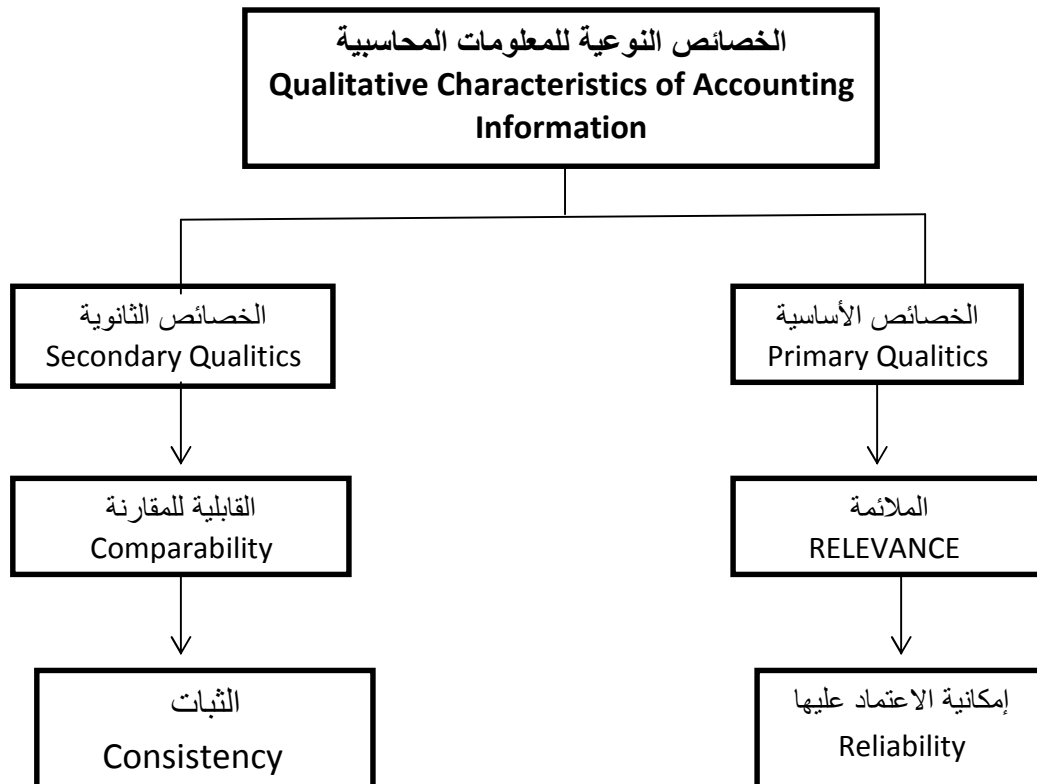 الخصائص النوعية للمعلومات المحاسبية
Qualitative Characteristics of Accounting
Information
الخصائص الأساسية
Primary Qualitics
الخصائص الثانوية
Secondary Qualitics
الملائمة
RELEVANCE
القابلية للمقارنة
Comparability
إمكانية الاعتماد عليها
Reliability
الثبات
Consistency